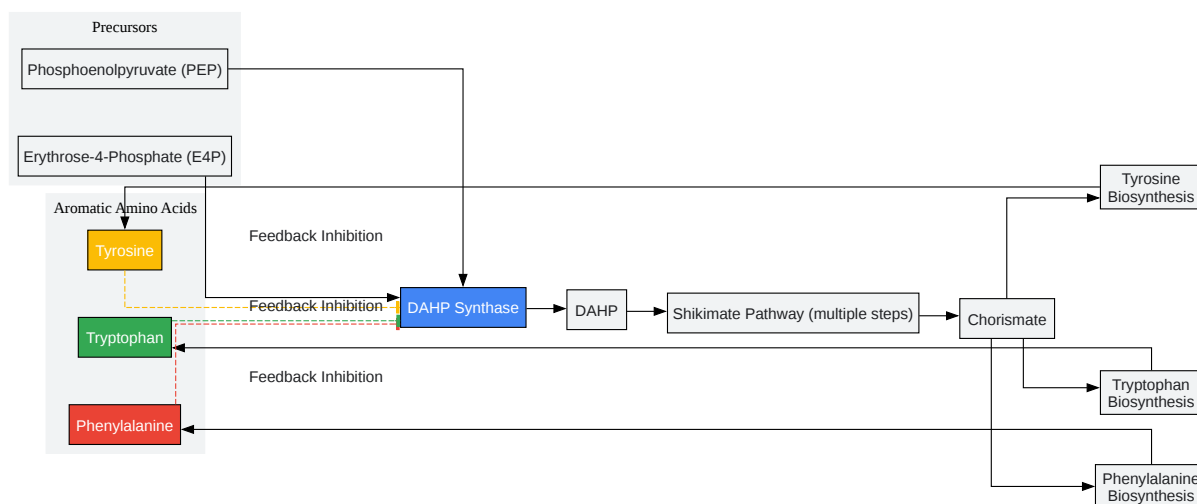 Precursors
Phosphoenolpyruvate (PEP)
Erythrose-4-Phosphate (E4P)
Aromatic Amino Acids
Tyrosine
Tryptophan
Phenylalanine
Feedback Inhibition
Feedback Inhibition
Feedback Inhibition
DAHP Synthase
DAHP
Shikimate Pathway (multiple steps)
Chorismate
Tyrosine
Biosynthesis
Tryptophan
Biosynthesis
Phenylalanine
Biosynthesis